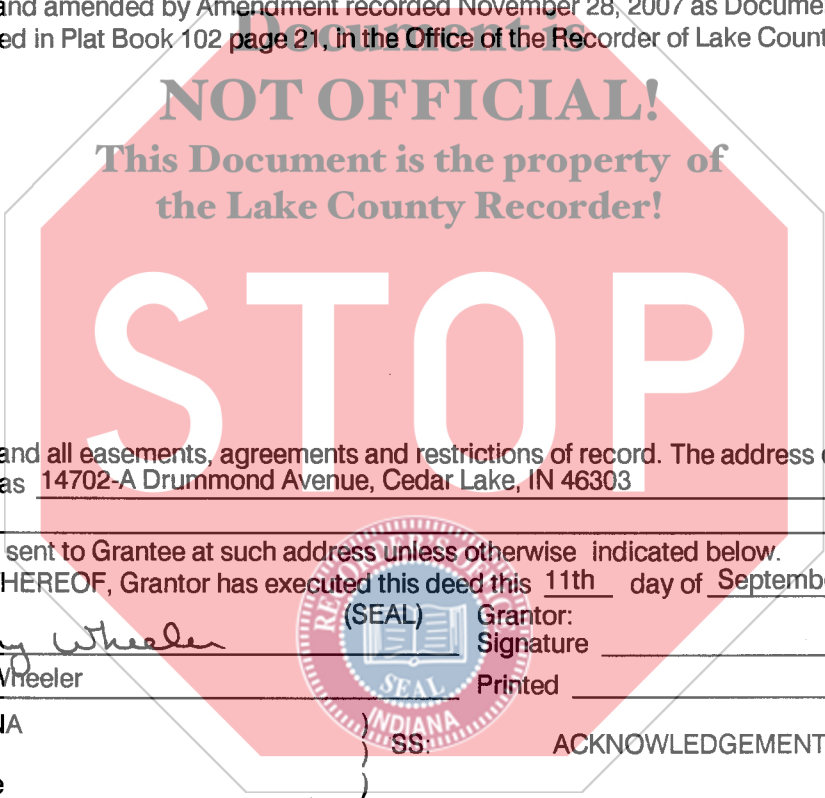 and amended by Amendment recorded November 28, 2007 as Docume
ed in Plat Book 102 page 21, in the Office of the Recorder of Lake Count
Document is
NOT OFFICIAL!
This Document is the property of
the Lake County Recorder!
STOP
and all easements, agreements and restrictions of record. The address
as 14702-A Drummond Avenue, Cedar Lake, IN 46303
sent to Grantee at such address unless otherwise indicated below.
HEREOF, Grantor has executed this deed this 11th day of Septemb
(SEAL) Grantor:
Wheeler Signature
Wheeler Printed
RECORDER'S OFFICE
SEAL
INDIANA
IA ) SS: ACKNOWLEDGEMENT
)
e )